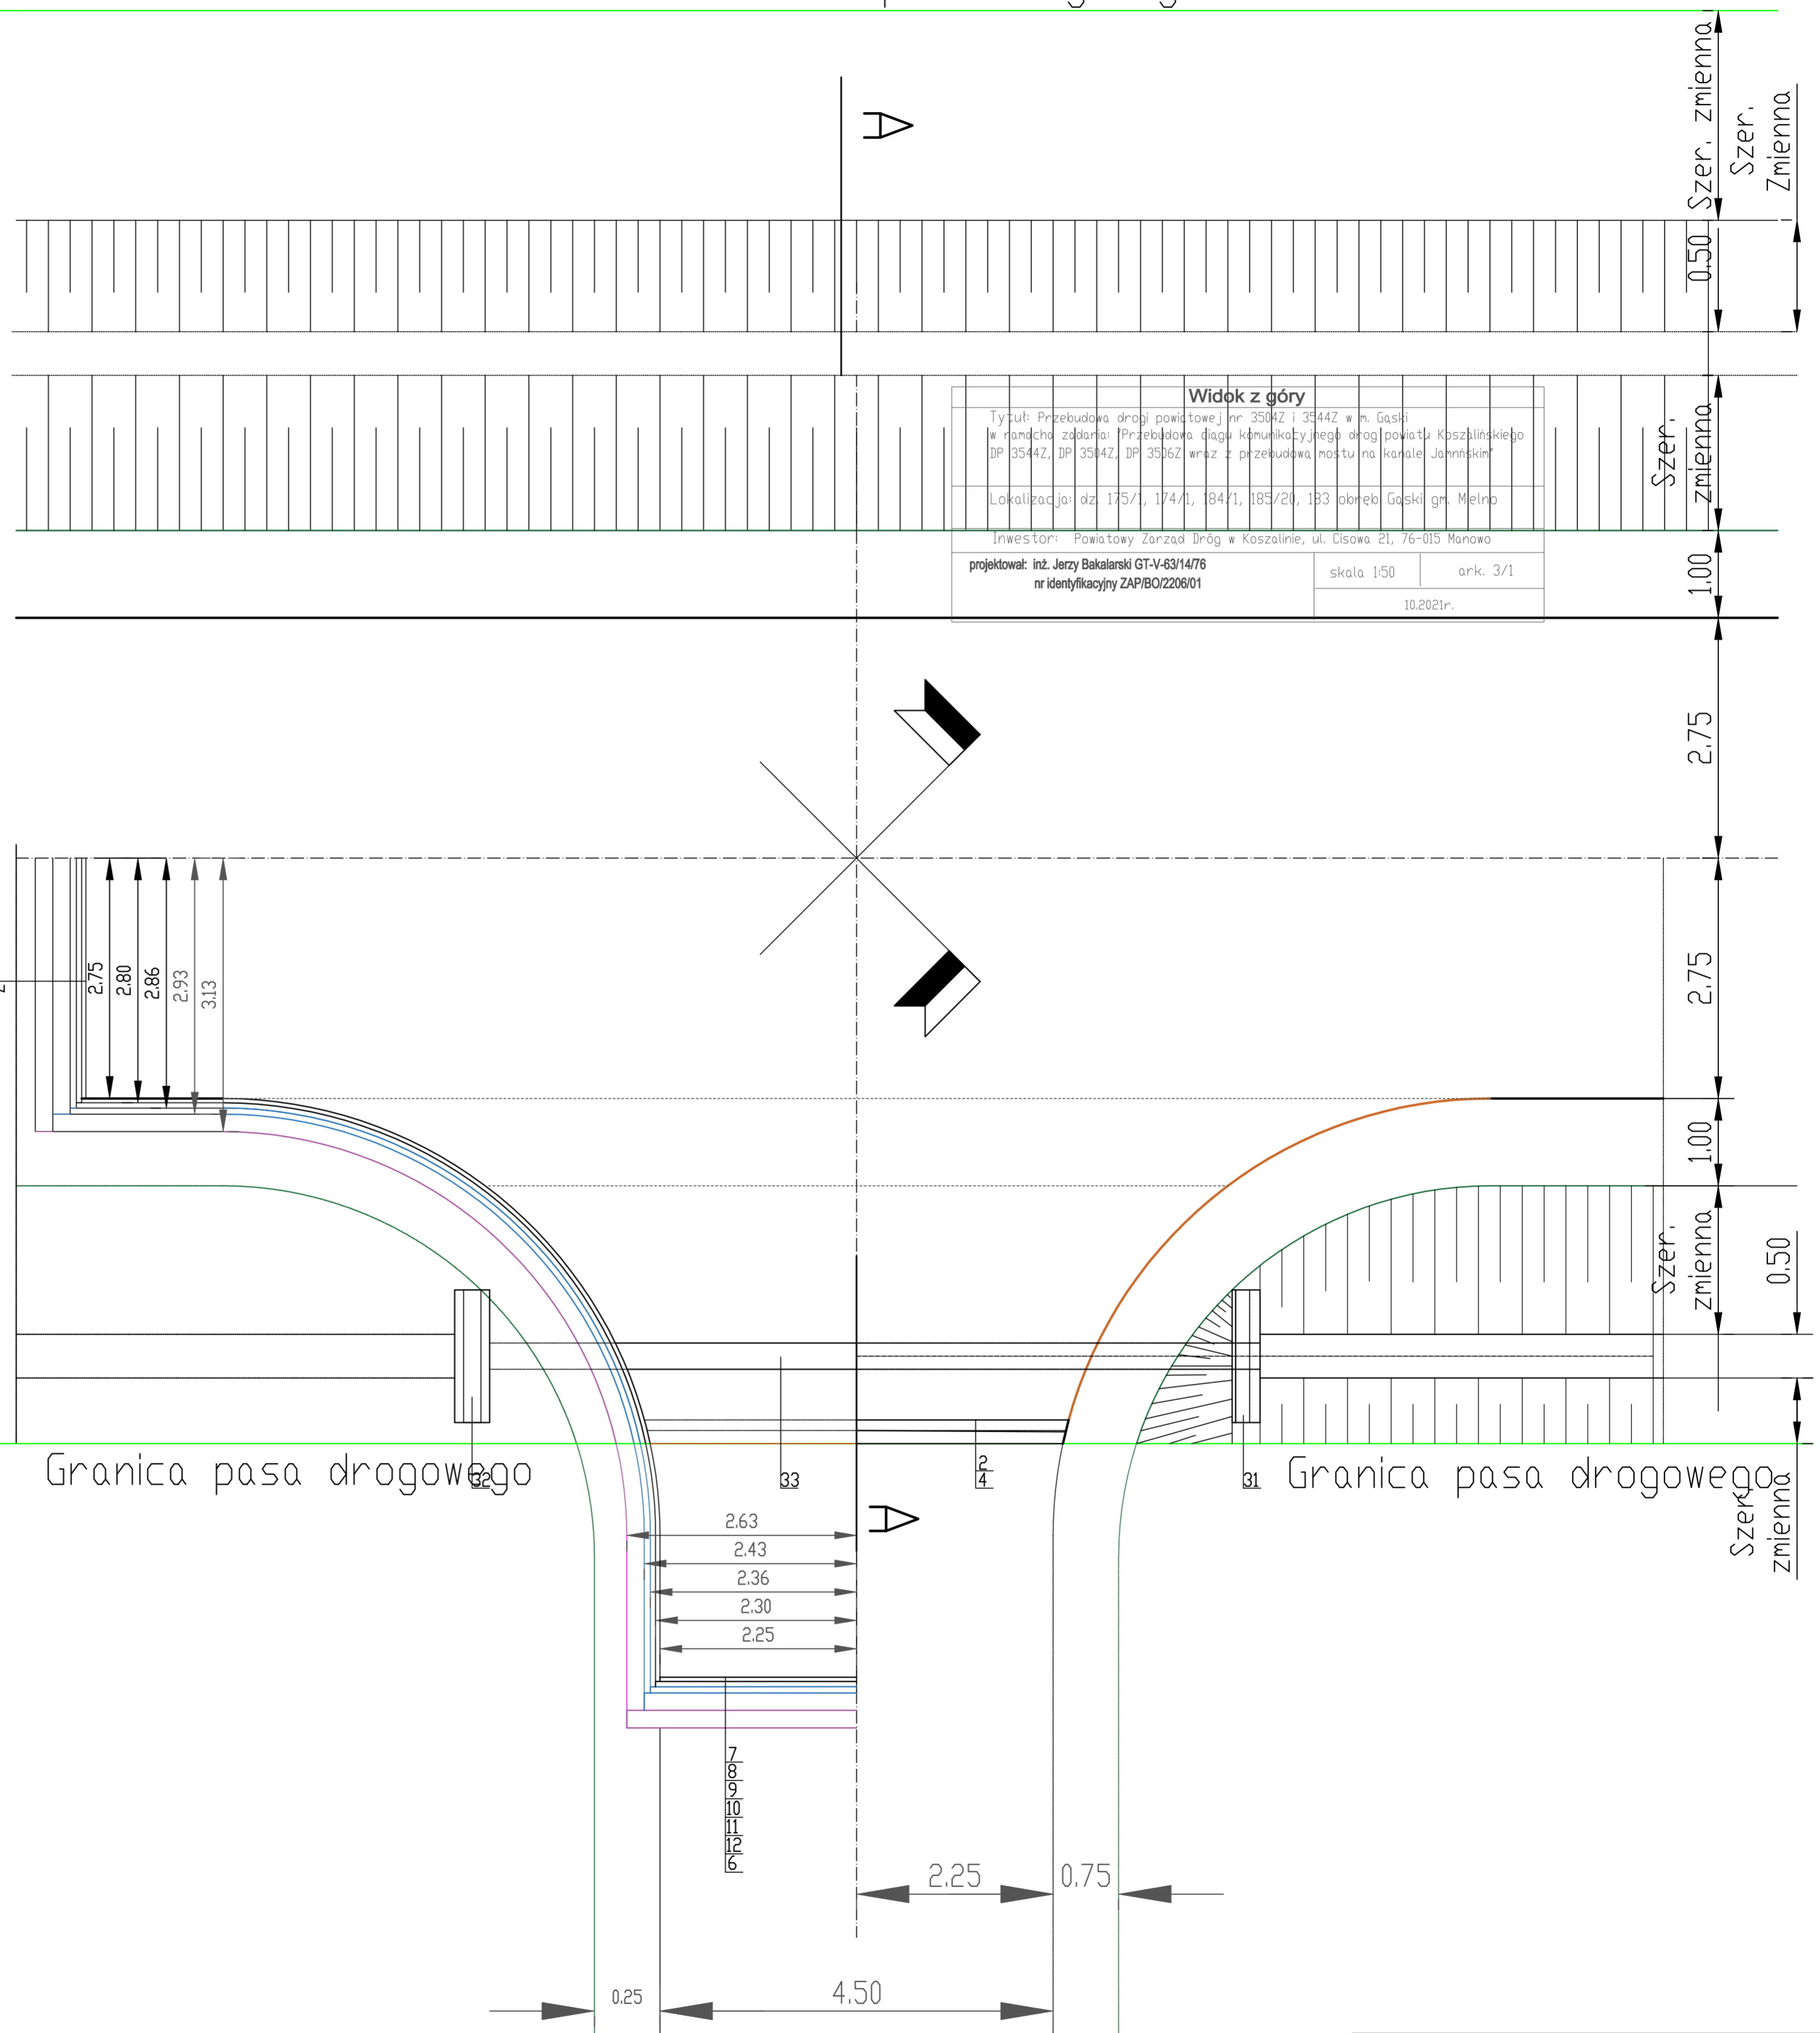 Szer. zmienna
Szer.
Zmienna
A
0.50
Widok z góry
Tytuł: Przebudowa drogi powiatowej nr 3504Z i 3544Z w m. Gąski
w ramacha zadania: "Przebudowa ciągu komunikacyjnego drog powiatu Koszalińskiego
DP 3544Z, DP 3504Z, DP 3506Z wraz z przebudową mostu na kanale Jamnńskim"
Lokalizacja: dz. 175/1, 174/1, 184/1, 185/20, 183 obręb Gąski gm. Mielno
Inwestor: Powiatowy Zarząd Dróg w Koszalinie, ul. Cisowa 21, 76-015 Manowo
projektował: inż. Jerzy Bakalarski GT-V-63/14/76
nr identyfikacyjny ZAP/BO/2206/01
skala 1:50
ark. 3/1
10.2021r.
Szer.
zmienna
1.00
2.75
2.75
2.75
2.80
2.86
2.93
3.13
1.00
Szer.
zmienna
0.50
Granica pasa drogowego
32
33
2
4
31
Granica pasa drogowego
Szer.
zmienna
A
2.63
2.43
2.36
2.30
2.25
7
8
9
10
11
12
6
2.25
0.75
0.25
4.50